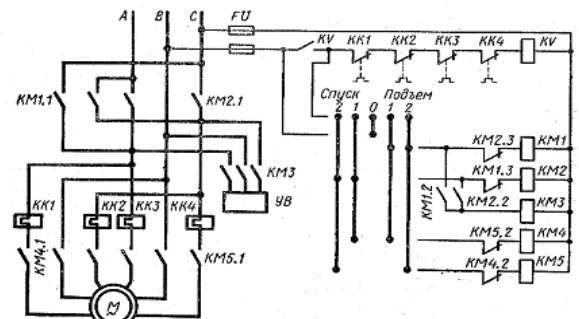 A B C FU
KV KK1 KK2 KK3 KK4 KV
KM1.1 KM2.1
Спуск Подъем
2 1 0 1 2
KM3
УВ
KM2.3 KM1
KM1.3 KM2
KM1.2 KM2.2 KM3
KK1 KK2 KK3 KK4
KM5.2 KM4
KM4.1 KM5.1
KM4.2 KM5
М